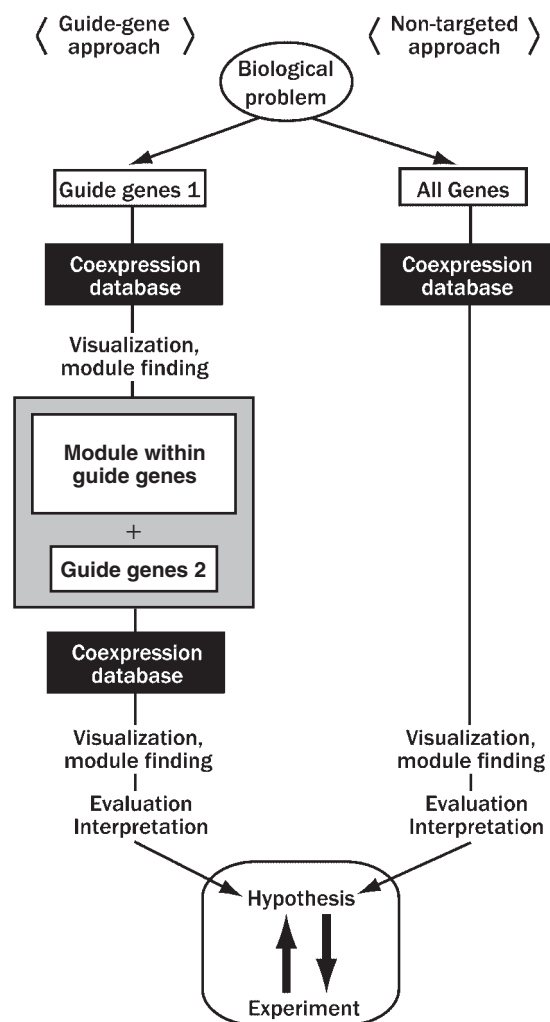 〈 Guide-gene approach 〉
〈 Non-targeted approach 〉
Biological
problem
Guide genes 1
All Genes
Coexpression
database
Coexpression
database
Visualization,
module finding
Module within
guide genes
+
Guide genes 2
Coexpression
database
Visualization,
module finding
Visualization,
module finding
Evaluation
Interpretation
Evaluation
Interpretation
Hypothesis
Experiment